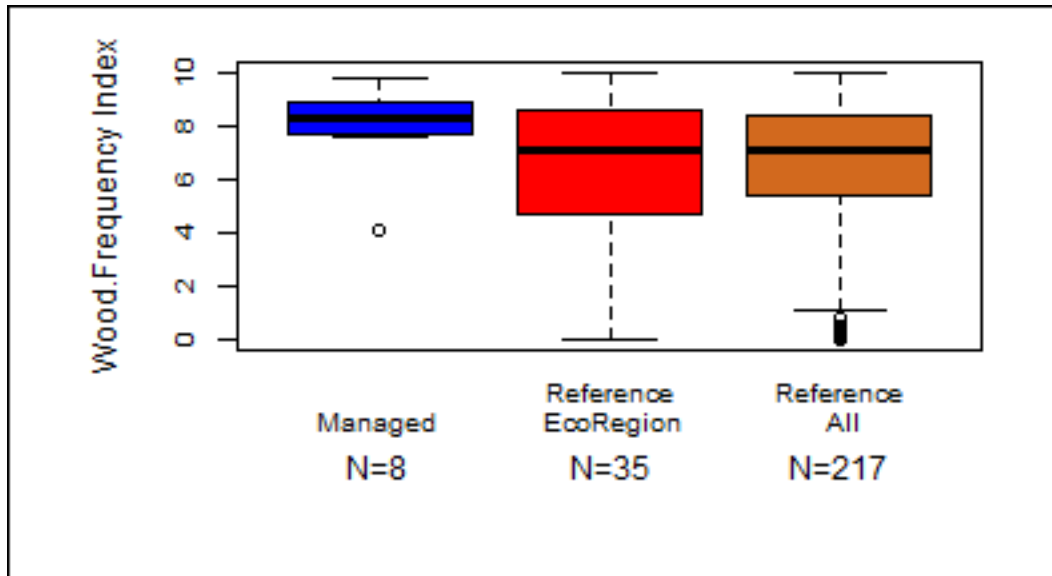 Wood.Frequency Index
10
8
6
4
2
0
Managed
Reference
EcoRegion
Reference
All
N=8
N=35
N=217